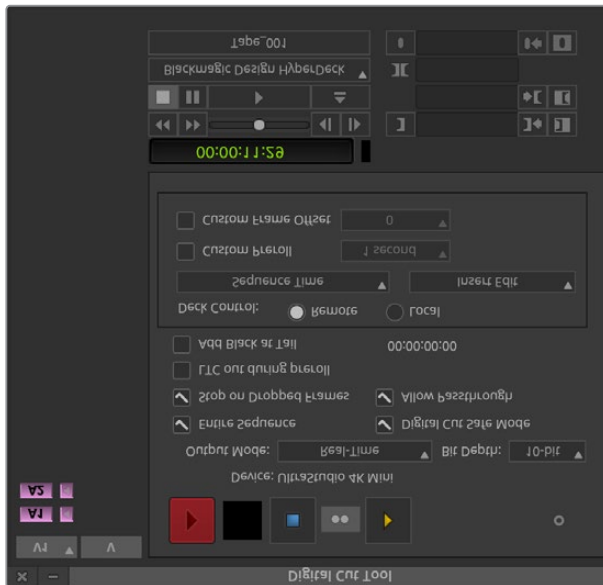 Digital Cut Tool
V1 V
A1
A2
Device: UltraStudio 4K Mini
Output Mode: Real-Time Bit Depth: 10-bit
Entire Sequence Digital Cut Safe Mode
Stop on Dropped Frames Allow Passthrough
LTC out during preroll
Add Black at Tail 00:00:00:00
Deck Control: Remote Local
Sequence Time Insert Edit
Custom Preroll 1 second
Custom Frame Offset 0
00:00:11:29
Blackmagic Design HyperDeck
Tape_001